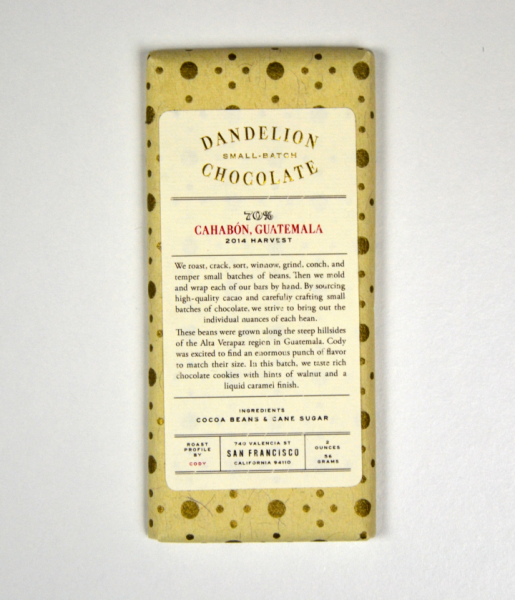 DANDELION
SMALL-BATCH
CHOCOLATE
70%
CAHABÓN, GUATEMALA
2014 HARVEST
We roast, crack, sort, winnow, grind, conch, and
temper small batches of beans. Then we mold
and wrap each of our bars by hand. By sourcing
high-quality cacao and carefully crafting small
batches of chocolate, we strive to bring out the
individual nuances of each bean.
These beans were grown along the steep hillsides
of the Alta Verapaz region in Guatemala. Cody
was excited to find an enormous punch of flavor
to match their size. In this batch, we taste rich
chocolate cookies with hints of walnut and a
liquid caramel finish.
INGREDIENTS
COCOA BEANS & CANE SUGAR
ROAST
PROFILE
BY
CODY
740 VALENCIA ST
SAN FRANCISCO
CALIFORNIA 94110
2
OUNCES
56
GRAMS